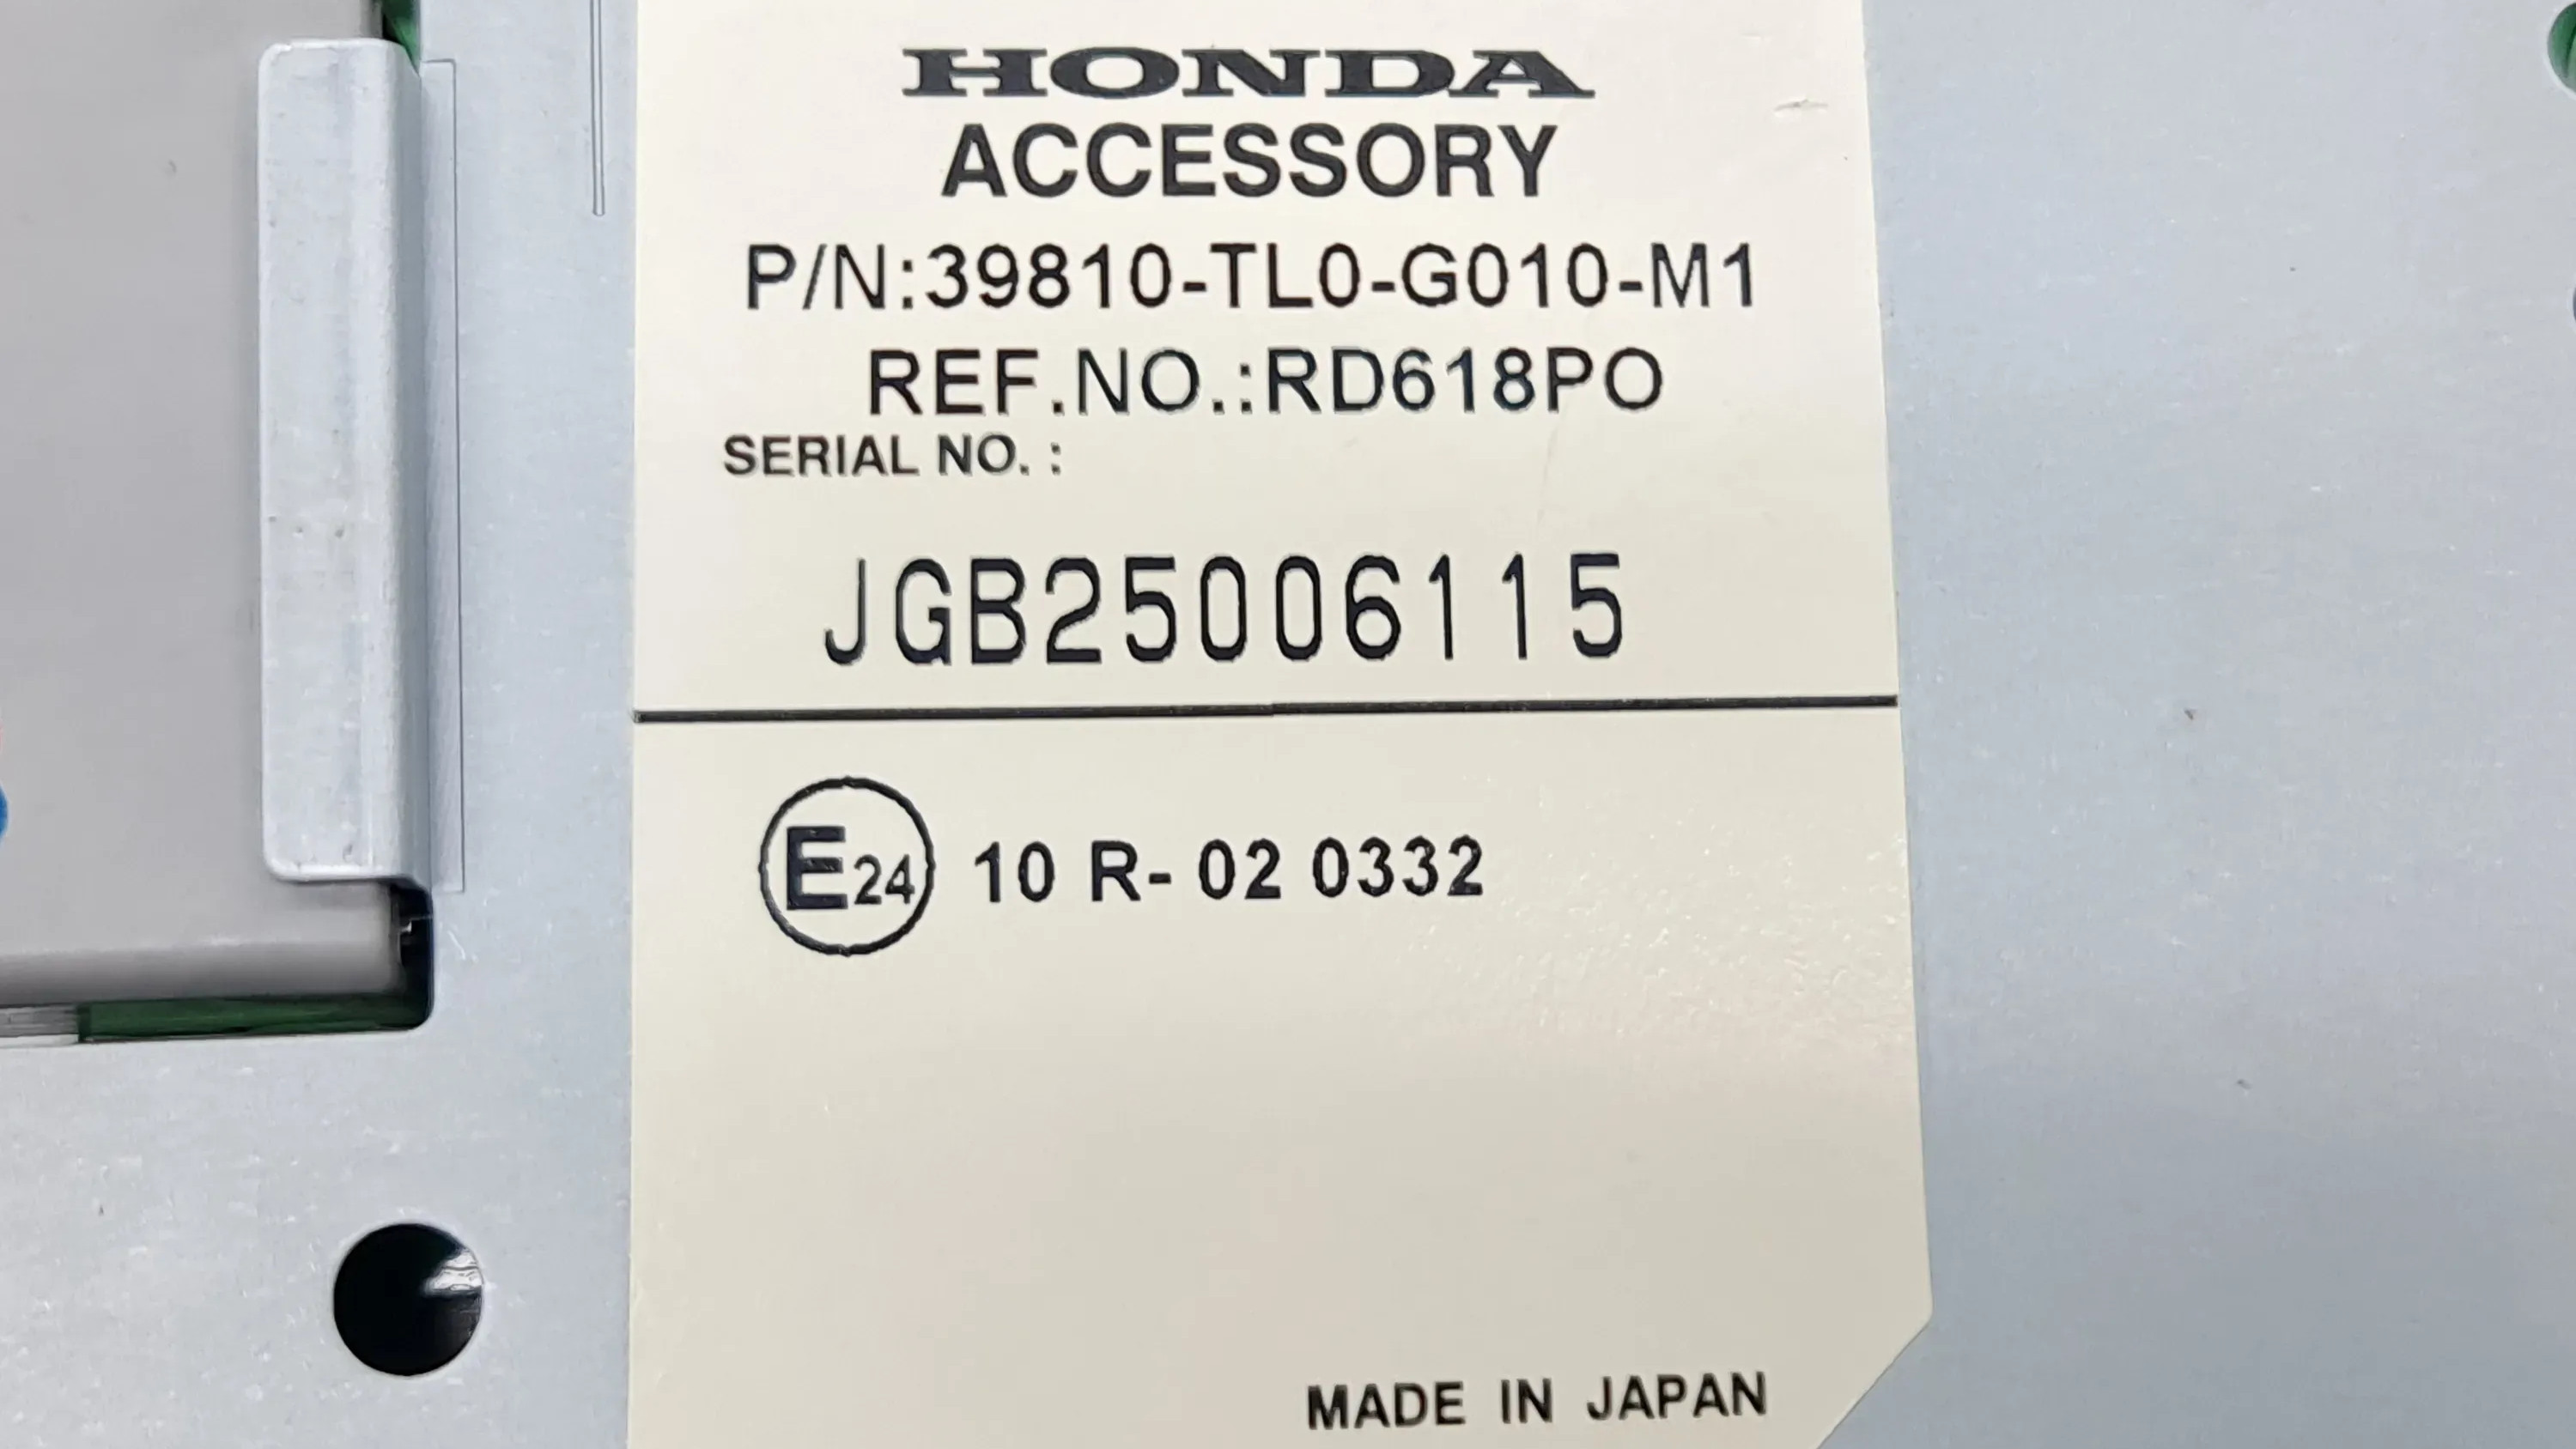 HONDA
ACCESSORY
P/N:39810-TL0-G010-M1
REF.NO.:RD618PO
SERIAL NO. :
JGB25006115
E24 10 R- 02 0332
MADE IN JAPAN